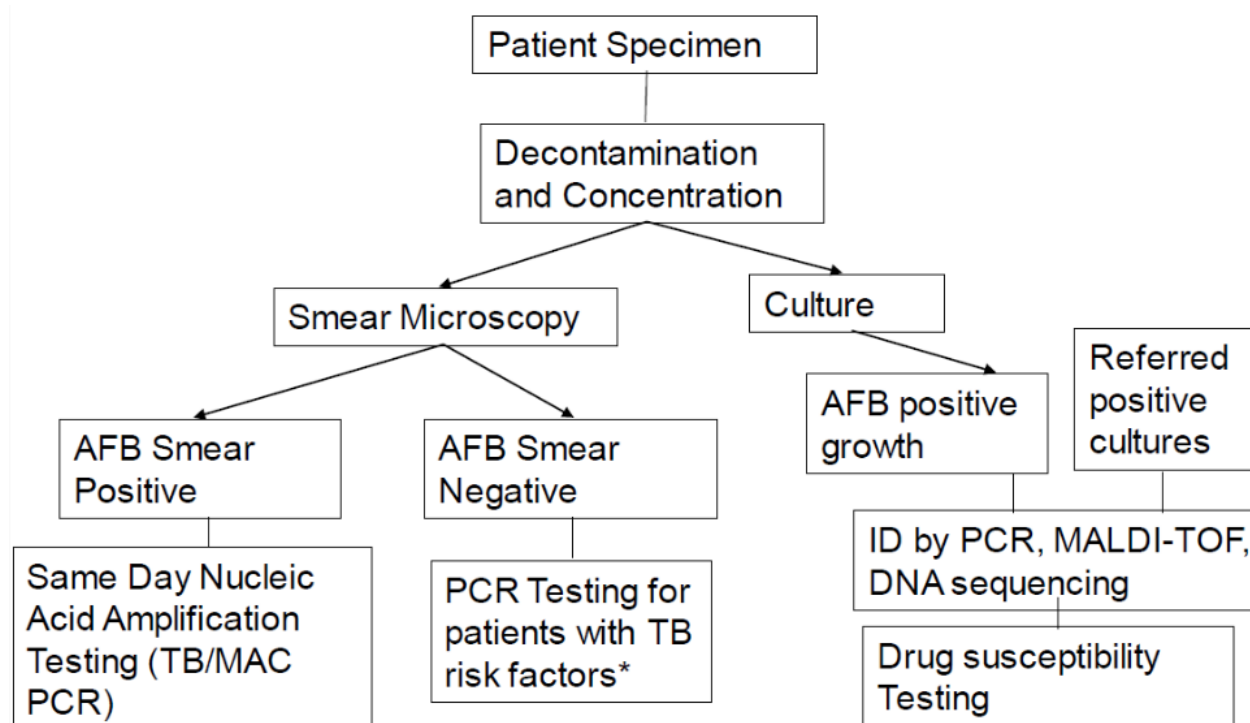 Patient Specimen
Decontamination
and Concentration
Smear Microscopy
Culture
AFB Smear
Positive
AFB Smear
Negative
AFB positive
growth
Referred
positive
cultures
Same Day Nucleic
Acid Amplification
Testing (TB/MAC
PCR)
PCR Testing for
patients with TB
risk factors*
ID by PCR, MALDI-TOF,
DNA sequencing
Drug susceptibility
Testing